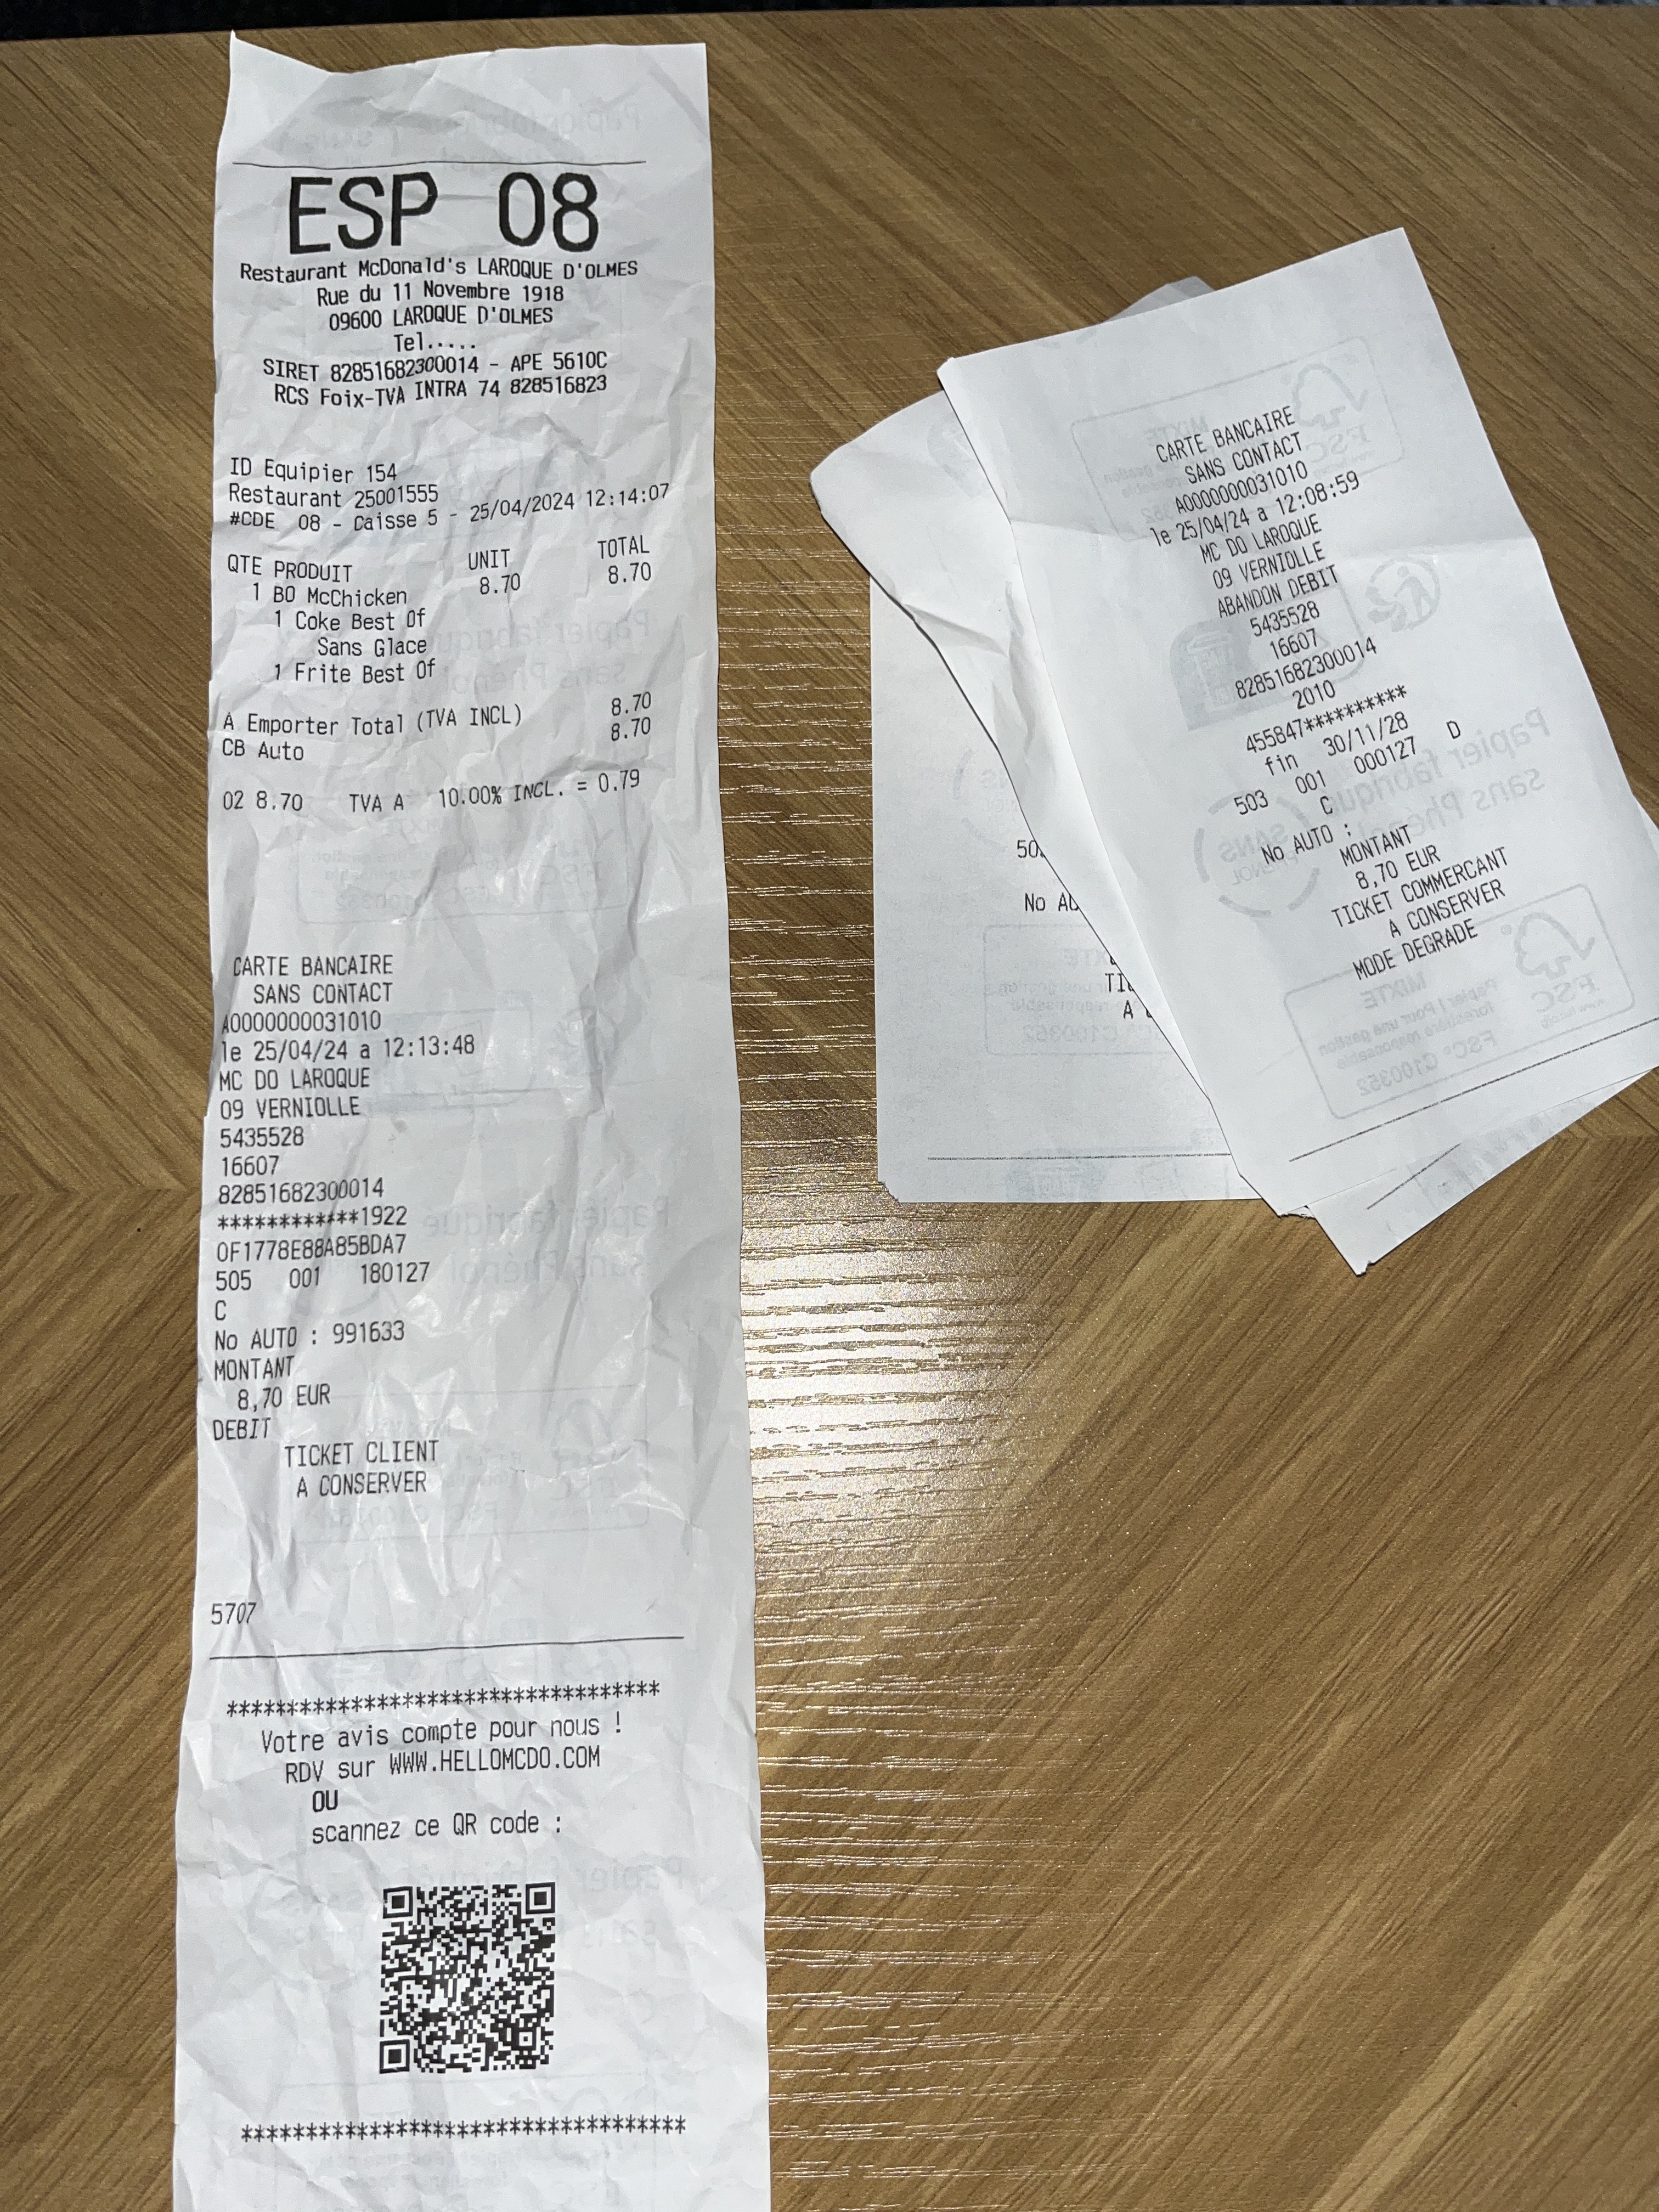 ESP 08
Restaurant McDonald's LAROQUE D'OLMES
Rue du 11 Novembre 1918
09600 LAROQUE D'OLMES
Tel.....
SIRET 82851682300014 - APE 5610C
RCS Foix-TVA INTRA 74 828516823
ID Equipier 154
Restaurant 25001555
#CDE 08 - Caisse 5 - 25/04/2024 12:14:07
QTE PRODUIT UNIT TOTAL
1 BO McChicken 8.70 8.70
1 Coke Best Of
Sans Glace
1 Frite Best Of
A Emporter Total (TVA INCL) 8.70
CB Auto 8.70
02 8.70 TVA A 10.00% INCL. = 0.79
CARTE BANCAIRE
SANS CONTACT
A0000000031010
le 25/04/24 a 12:13:48
MC DO LAROQUE
09 VERNIOLLE
5435528
16607
82851682300014
************1922
0F1778E88A85BDA7
505 001 180127
C
No AUTO : 991633
MONTANT
8,70 EUR
DEBIT
TICKET CLIENT
A CONSERVER
5707
************************************
Votre avis compte pour nous !
RDV sur WWW.HELLOMCDO.COM
OU
scannez ce QR code :
************************************
CARTE BANCAIRE
SANS CONTACT
A0000000031010
le 25/04/24 a 12:08:59
MC DO LAROQUE
09 VERNIOLLE
ABANDON DEBIT
5435528
16607
82851682300014
2010
455847**********
fin 30/11/28
503 001 000127 D
C
No AUTO :
MONTANT
8,70 EUR
TICKET COMMERCANT
A CONSERVER
MODE DEGRADE
No
A